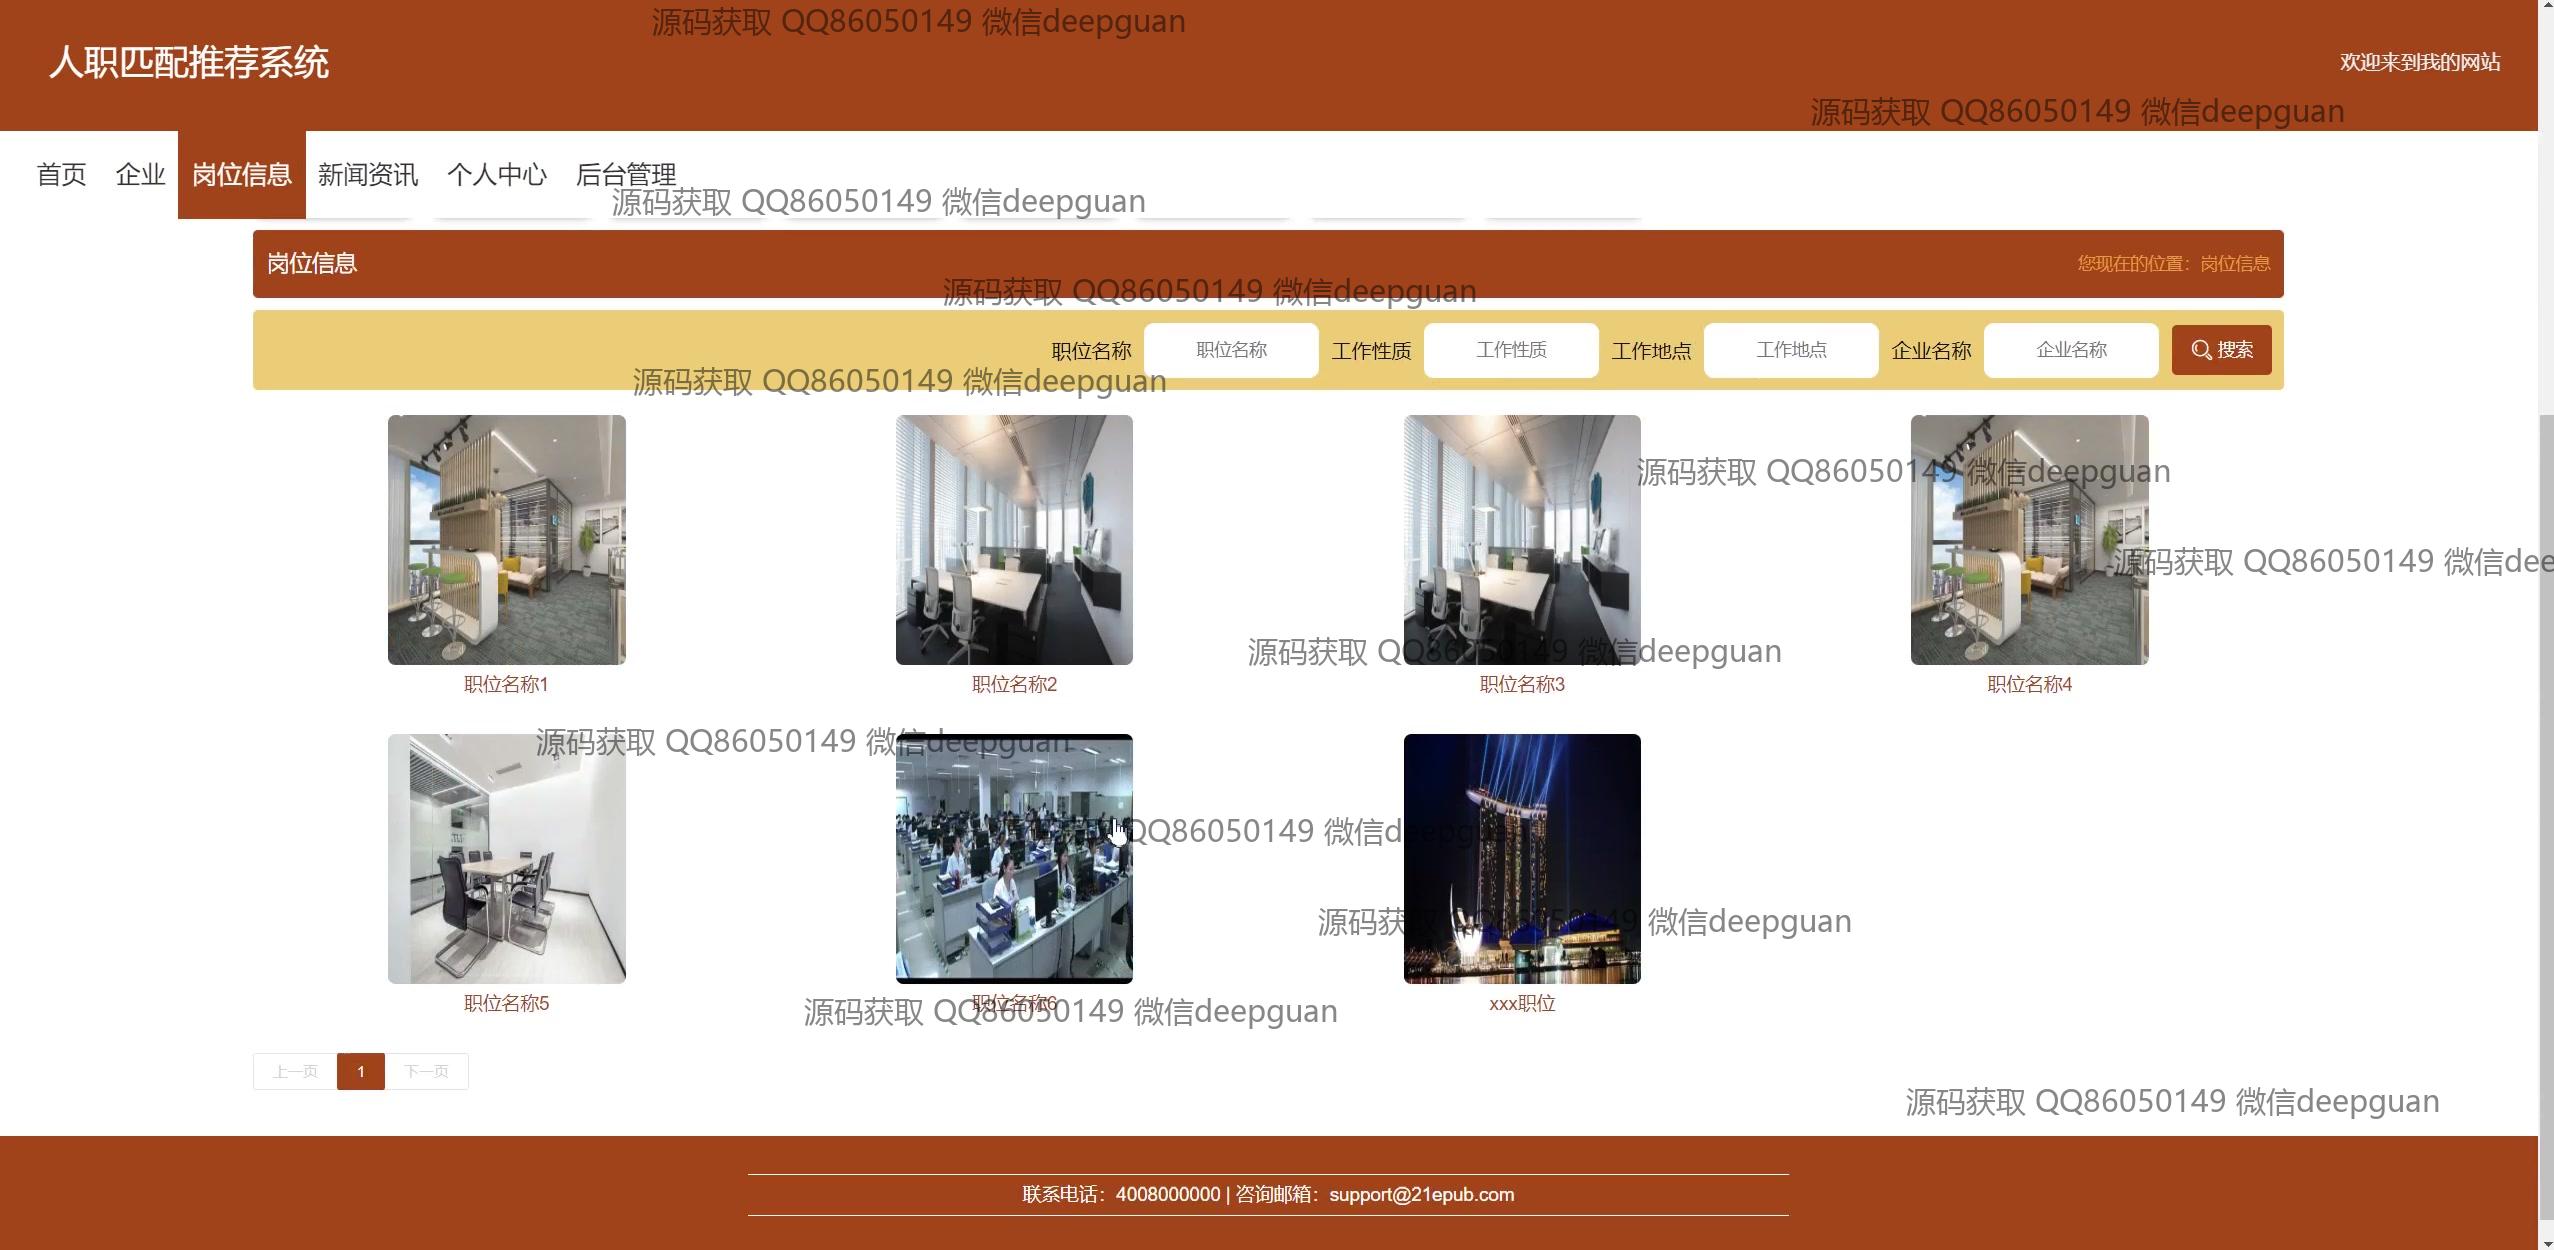 源码获取 QQ86050149 微信deepguan
人职匹配推荐系统
欢迎来到我的网站
源码获取 QQ86050149 微信deepguan
首页 企业 岗位信息 新闻资讯 个人中心 后台管理
源码获取 QQ86050149 微信deepguan
岗位信息
您现在的位置：岗位信息
源码获取 QQ86050149 微信deepguan
职位名称 职位名称 工作性质 工作性质 工作地点 工作地点 企业名称 企业名称 搜索
源码获取 QQ86050149 微信deepguan
源码获取 QQ86050149 微信deepguan
源码获取 QQ86050149 微信dee
源码获取 QQ86050149 微信deepguan
职位名称1 职位名称2 职位名称3 职位名称4
源码获取 QQ86050149 微信deepguan
QQ86050149 微信deepguan
源码获取 QQ86050149 微信deepguan
职位名称5 职位名称6 xxx职位
源码获取 QQ86050149 微信deepguan
上一页 1 下一页
源码获取 QQ86050149 微信deepguan
联系电话：4008000000 | 咨询邮箱：support@21epub.com